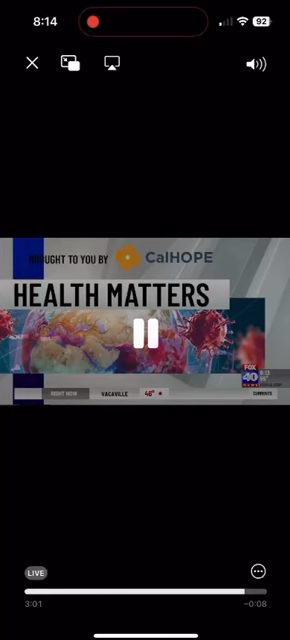 8:14
92
BROUGHT TO YOU BY CalHOPE
HEALTH MATTERS
FOX
40
RIGHT NOW VACAVILLE 46°
LIVE
3:01 −0:08